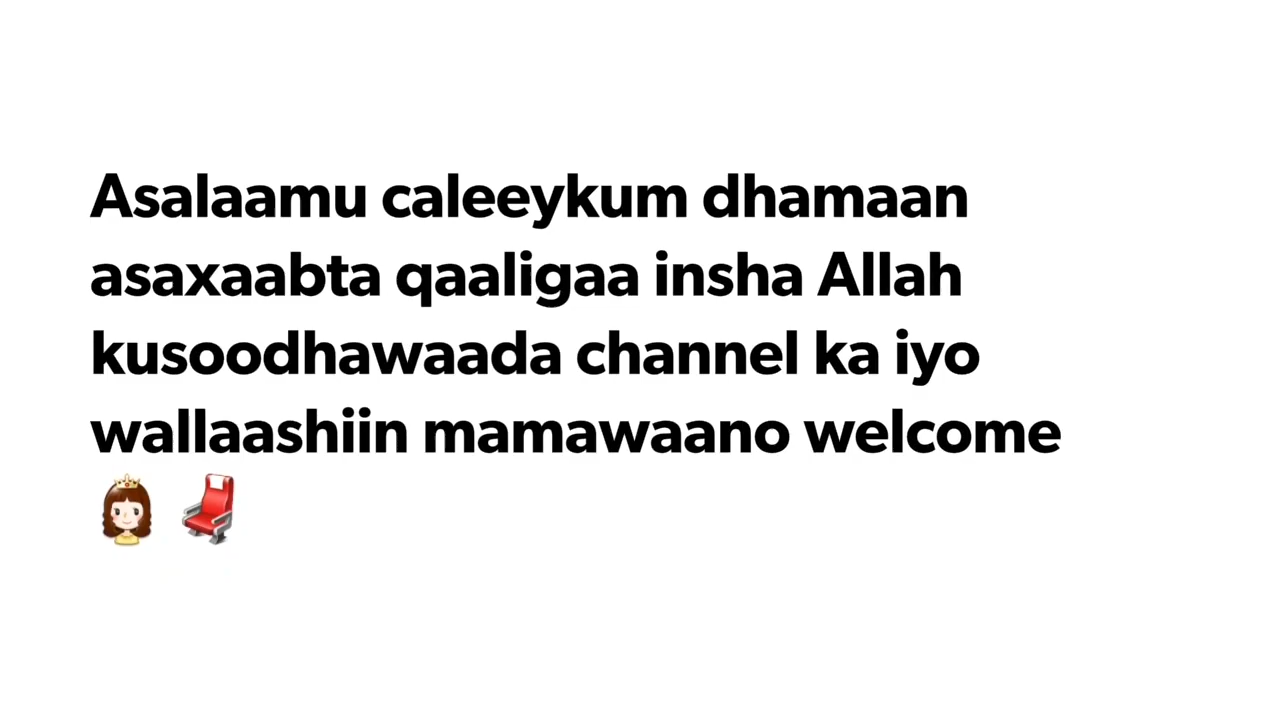 Asalaamu caleeykum dhamaan
asaxaabta qaaligaa insha Allah
kusoodhawaada channel ka iyo
wallaashiin mamawaano welcome
👸 💺